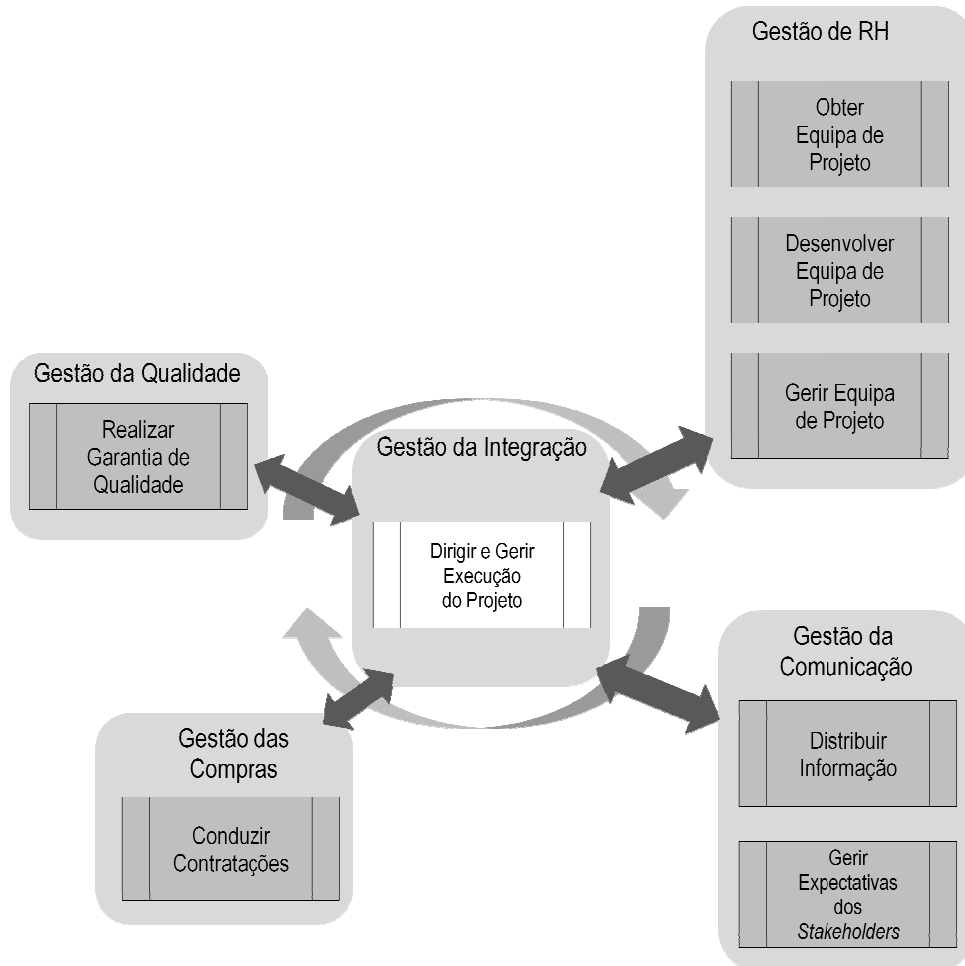 Gestão de RH
Obter
Equipa de
Projeto
Desenvolver
Equipa de
Projeto
Gerir Equipa
de Projeto
Gestão da Qualidade
Realizar
Garantia de
Qualidade
Gestão da Integração
Dirigir e Gerir
Execução
do Projeto
Gestão da
Comunicação
Distribuir
Informação
Gerir
Expectativas
dos
Stakeholders
Gestão das
Compras
Conduzir
Contratações